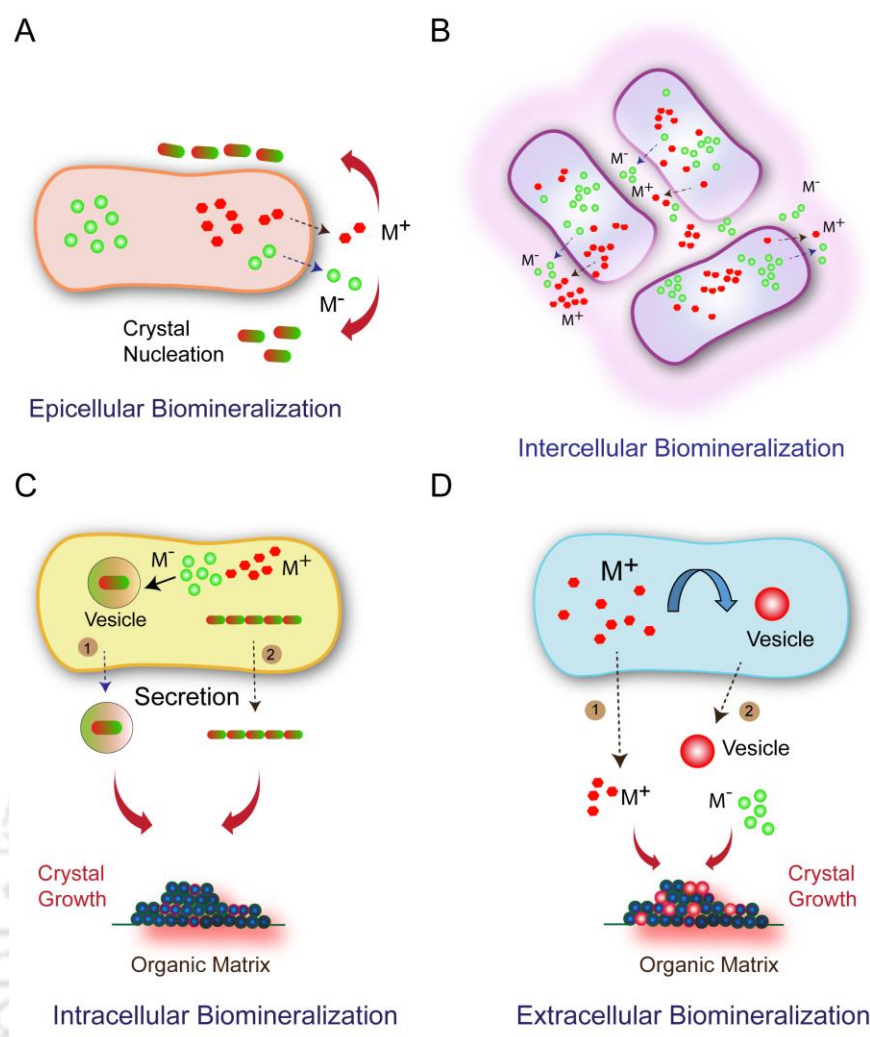 A
M⁺
M⁻
Crystal
Nucleation
Epicellular Biomineralization
B
M⁻
M⁺
M⁻
M⁺
M⁻
M⁺
Intercellular Biomineralization
C
M⁻
M⁺
Vesicle
1
2
Secretion
Crystal
Growth
Organic Matrix
Intracellular Biomineralization
D
M⁺
Vesicle
1
2
Vesicle
M⁺
M⁻
Crystal
Growth
Organic Matrix
Extracellular Biomineralization